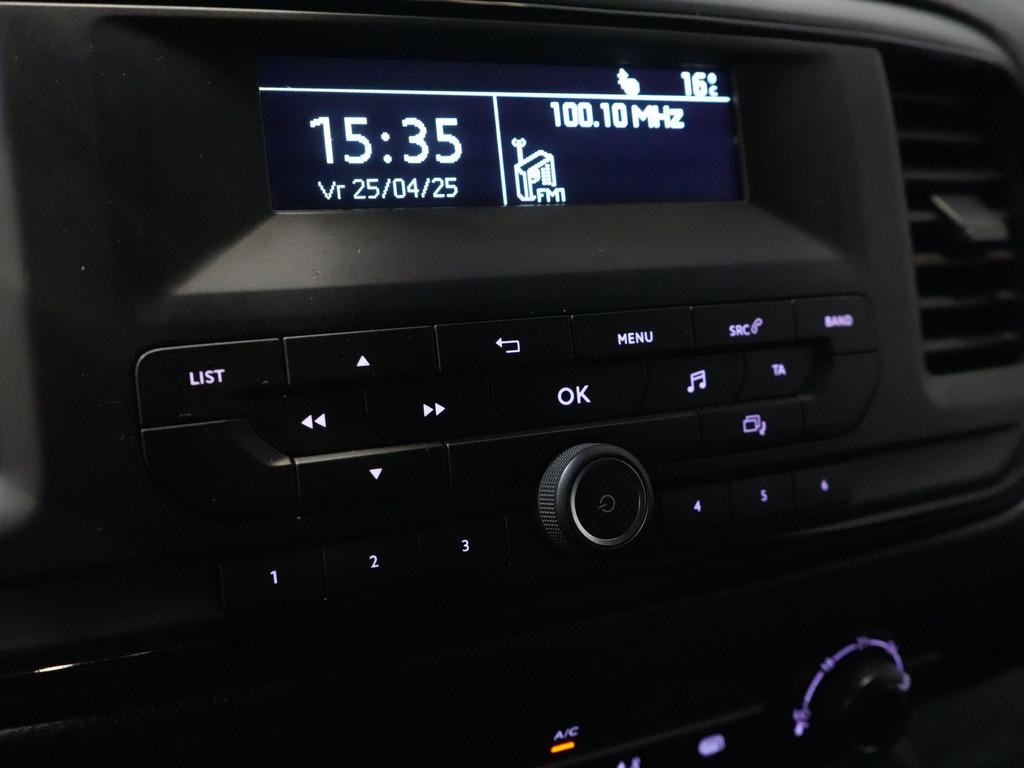 16°C
100.10 MHz
15:35
Vr 25/04/25
FM1
LIST
MENU
SRC
BAND
OK
TA
1
2
3
4
5
6
A/C